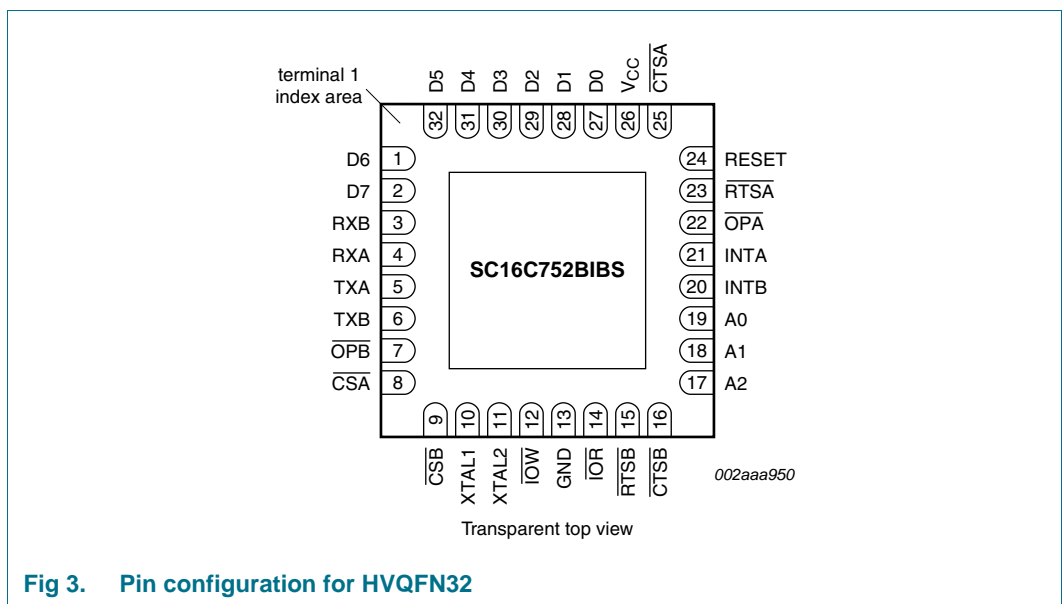 terminal 1
index area
D5
D4
D3
D2
D1
D0
VCC
CTSA
32
31
30
29
28
27
26
25
D6 1
D7 2
RXB 3
RXA 4
TXA 5
TXB 6
OPB 7
CSA 8
24 RESET
23 RTSA
22 OPA
21 INTA
20 INTB
19 A0
18 A1
17 A2
SC16C752BIBS
9
10
11
12
13
14
15
16
CSB
XTAL1
XTAL2
IOW
GND
IOR
RTSB
CTSB
002aaa950
Transparent top view
Fig 3. Pin configuration for HVQFN32